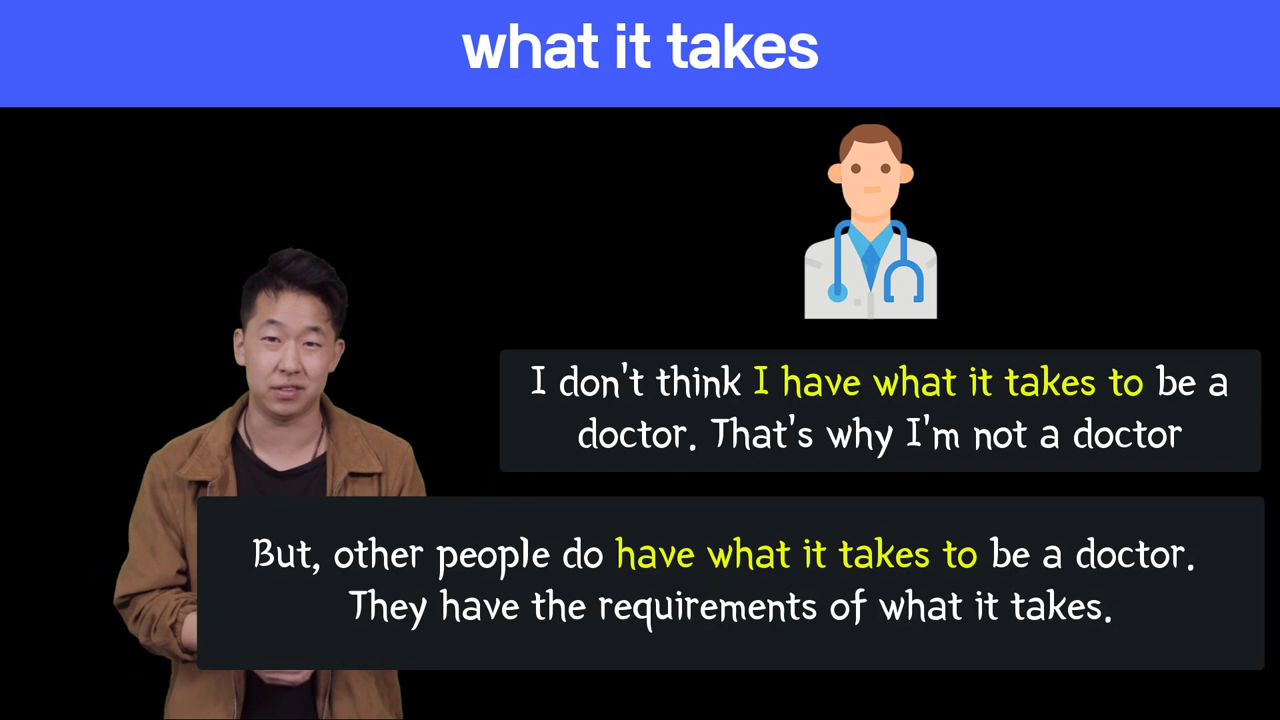 what it takes
I don't think I have what it takes to be a
doctor. That's why I'm not a doctor
But, other people do have what it takes to be a doctor.
They have the requirements of what it takes.